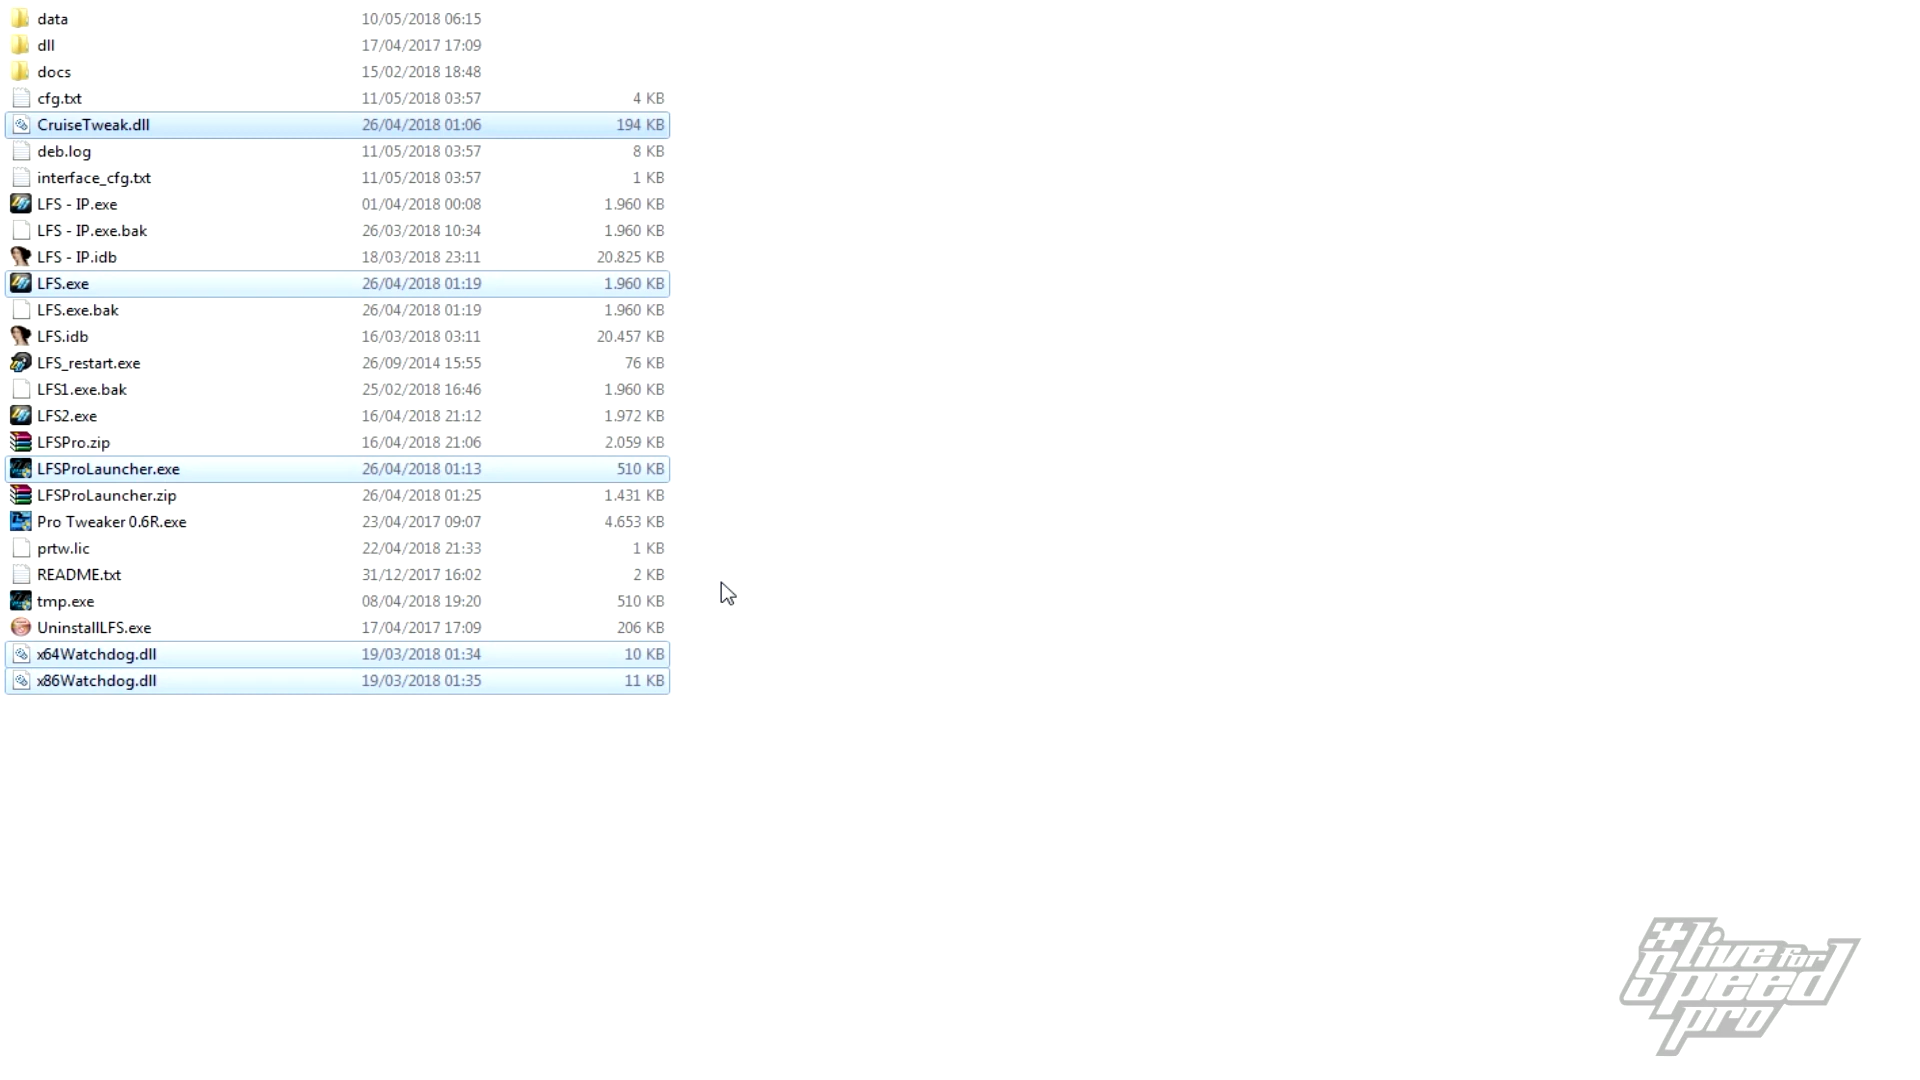 data 10/05/2018 06:15
dll 17/04/2017 17:09
docs 15/02/2018 18:48
cfg.txt 11/05/2018 03:57 4 KB
CruiseTweak.dll 26/04/2018 01:06 194 KB
deb.log 11/05/2018 03:57 8 KB
interface_cfg.txt 11/05/2018 03:57 1 KB
LFS - IP.exe 01/04/2018 00:08 1.960 KB
LFS - IP.exe.bak 26/03/2018 10:34 1.960 KB
LFS - IP.idb 18/03/2018 23:11 20.825 KB
LFS.exe 26/04/2018 01:19 1.960 KB
LFS.exe.bak 26/04/2018 01:19 1.960 KB
LFS.idb 16/03/2018 03:11 20.457 KB
LFS_restart.exe 26/09/2014 15:55 76 KB
LFS1.exe.bak 25/02/2018 16:46 1.960 KB
LFS2.exe 16/04/2018 21:12 1.972 KB
LFSPro.zip 16/04/2018 21:06 2.059 KB
LFSProLauncher.exe 26/04/2018 01:13 510 KB
LFSProLauncher.zip 26/04/2018 01:25 1.431 KB
Pro Tweaker 0.6R.exe 23/04/2017 09:07 4.653 KB
prtw.lic 22/04/2018 21:33 1 KB
README.txt 31/12/2017 16:02 2 KB
tmp.exe 08/04/2018 19:20 510 KB
UninstallLFS.exe 17/04/2017 17:09 206 KB
x64Watchdog.dll 19/03/2018 01:34 10 KB
x86Watchdog.dll 19/03/2018 01:35 11 KB
live for
speed
pro